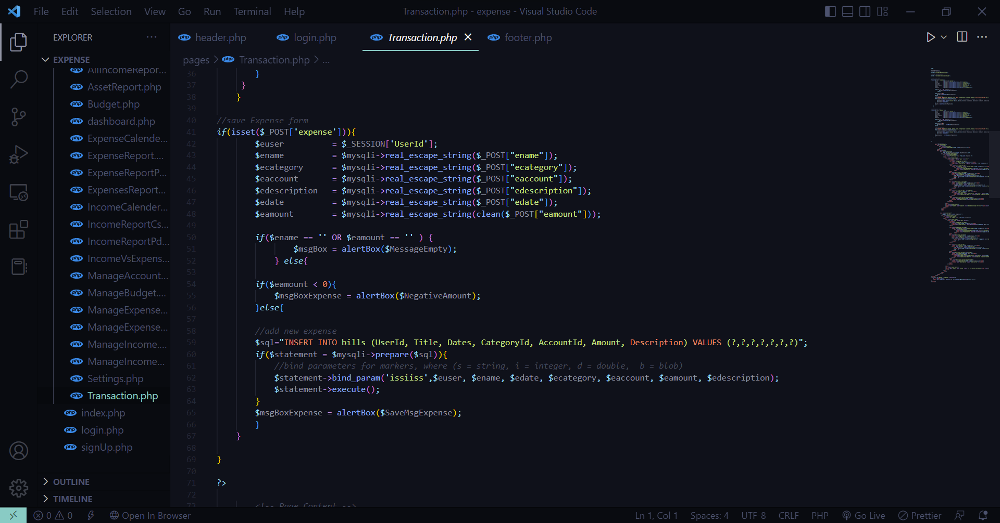 File Edit Selection View Go Run Terminal Help
Transaction.php - expense - Visual Studio Code
EXPLORER
EXPENSE
AllIncomeRepor...
AssetReport.php
Budget.php
dashboard.php
ExpenseCalende...
ExpenseReport....
ExpenseReportP...
ExpensesReport...
IncomeCalender...
IncomeReportCs...
IncomeReportPd...
IncomeVsExpens...
ManageAccount...
ManageBudget....
ManageExpense...
ManageExpense...
ManageIncome....
ManageIncome...
Settings.php
Transaction.php
index.php
login.php
signUp.php
OUTLINE
TIMELINE
header.php login.php Transaction.php footer.php
pages > Transaction.php > ...
36 }
37 }
38 }
39
40 //save Expense form
41 if(isset($_POST['expense'])){
42 $euser = $_SESSION['UserId'];
43 $ename = $mysqli->real_escape_string($_POST["ename"]);
44 $ecategory = $mysqli->real_escape_string($_POST["ecategory"]);
45 $eaccount = $mysqli->real_escape_string($_POST["eaccount"]);
46 $edescription = $mysqli->real_escape_string($_POST["edescription"]);
47 $edate = $mysqli->real_escape_string($_POST["edate"]);
48 $eamount = $mysqli->real_escape_string(clean($_POST["eamount"]));
49
50 if($ename == '' OR $eamount == '' ) {
51 $msgBox = alertBox($MessageEmpty);
52 } else{
53
54 if($eamount < 0){
55 $msgBoxExpense = alertBox($NegativeAmount);
56 }else{
57
58 //add new expense
59 $sql="INSERT INTO bills (UserId, Title, Dates, CategoryId, AccountId, Amount, Description) VALUES (?,?,?,?,?,?,?)";
60 if($statement = $mysqli->prepare($sql)){
61 //bind parameters for markers, where (s = string, i = integer, d = double,  b = blob)
62 $statement->bind_param('issiiss',$euser, $ename, $edate, $ecategory, $eaccount, $eamount, $edescription);
63 $statement->execute();
64 }
65 $msgBoxExpense = alertBox($SaveMsgExpense);
66 }
67 }
68
69 }
70
71 ?>
72
73 <!-- Page Content -->
0 0 Open In Browser
Ln 1, Col 1 Spaces: 4 UTF-8 CRLF PHP Go Live Prettier